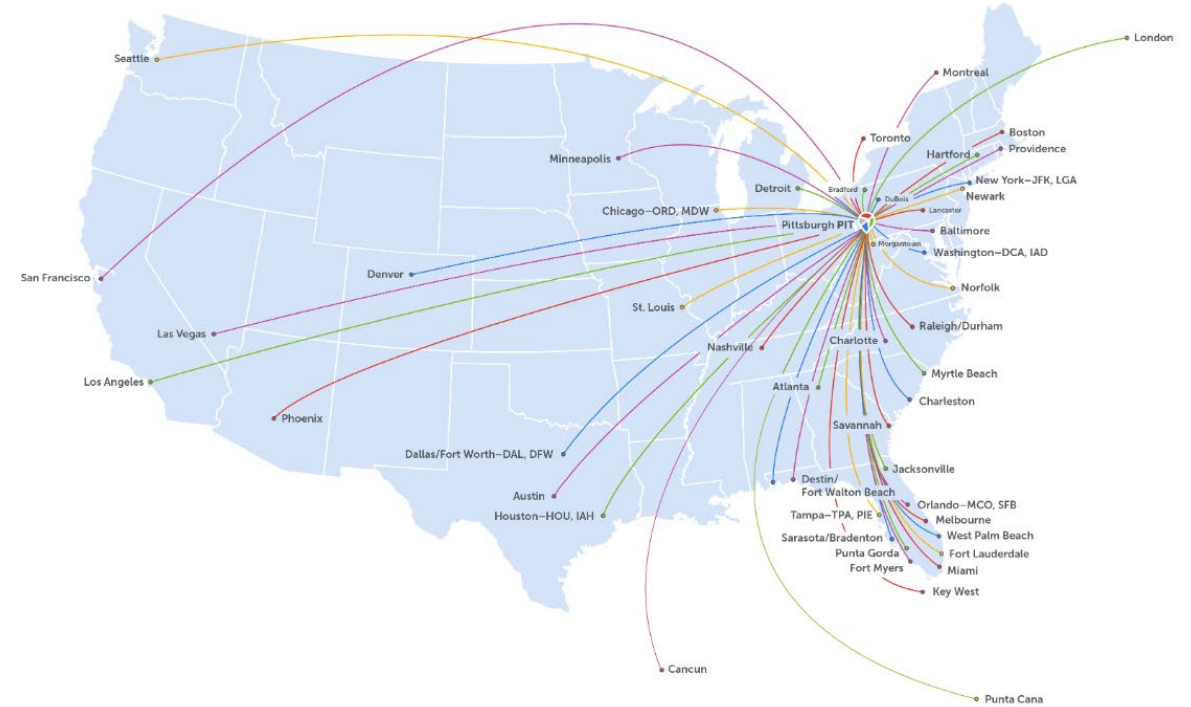 London
Seattle
Montreal
Boston
Toronto
Providence
Hartford
Minneapolis
New York–JFK, LGA
Detroit
Bradford
Newark
DuBois
Chicago–ORD, MDW
Lancaster
Pittsburgh PIT
Baltimore
Morgantown
Washington–DCA, IAD
Denver
San Francisco
Norfolk
St. Louis
Raleigh/Durham
Las Vegas
Charlotte
Nashville
Myrtle Beach
Los Angeles
Atlanta
Charleston
Phoenix
Savannah
Dallas/Fort Worth–DAL, DFW
Jacksonville
Destin/
Fort Walton Beach
Austin
Orlando–MCO, SFB
Houston–HOU, IAH
Tampa–TPA, PIE
Melbourne
West Palm Beach
Sarasota/Bradenton
Punta Gorda
Fort Lauderdale
Fort Myers
Miami
Key West
Cancun
Punta Cana